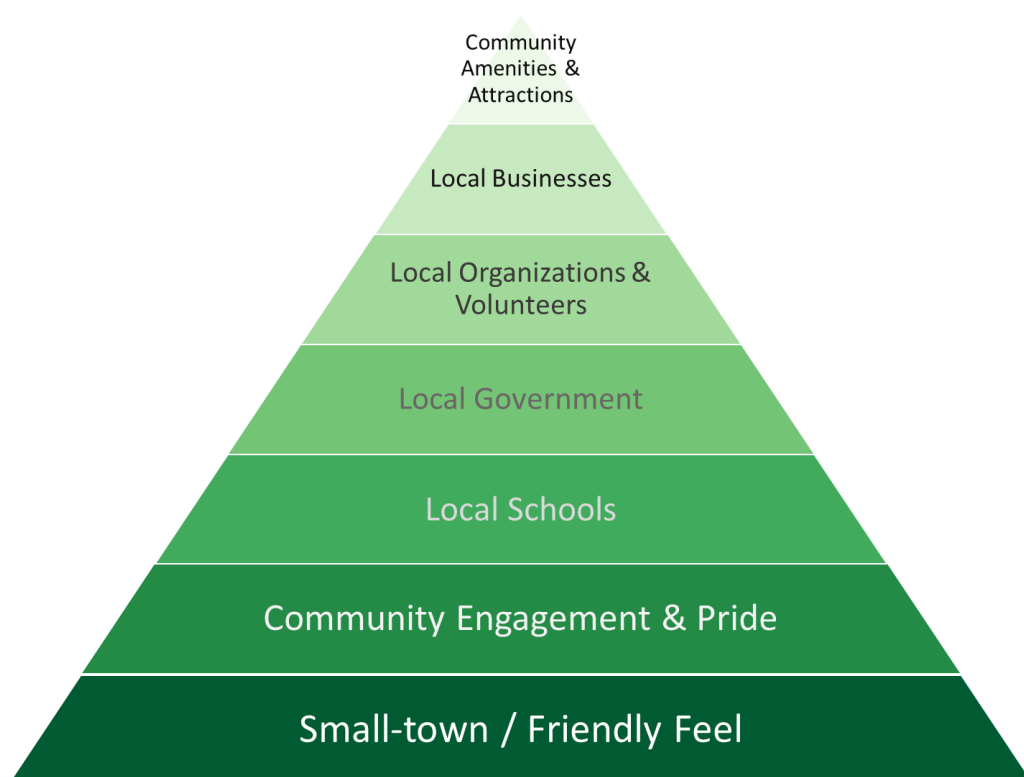 Community
Amenities &
Attractions
Local Businesses
Local Organizations &
Volunteers
Local Government
Local Schools
Community Engagement & Pride
Small-town / Friendly Feel